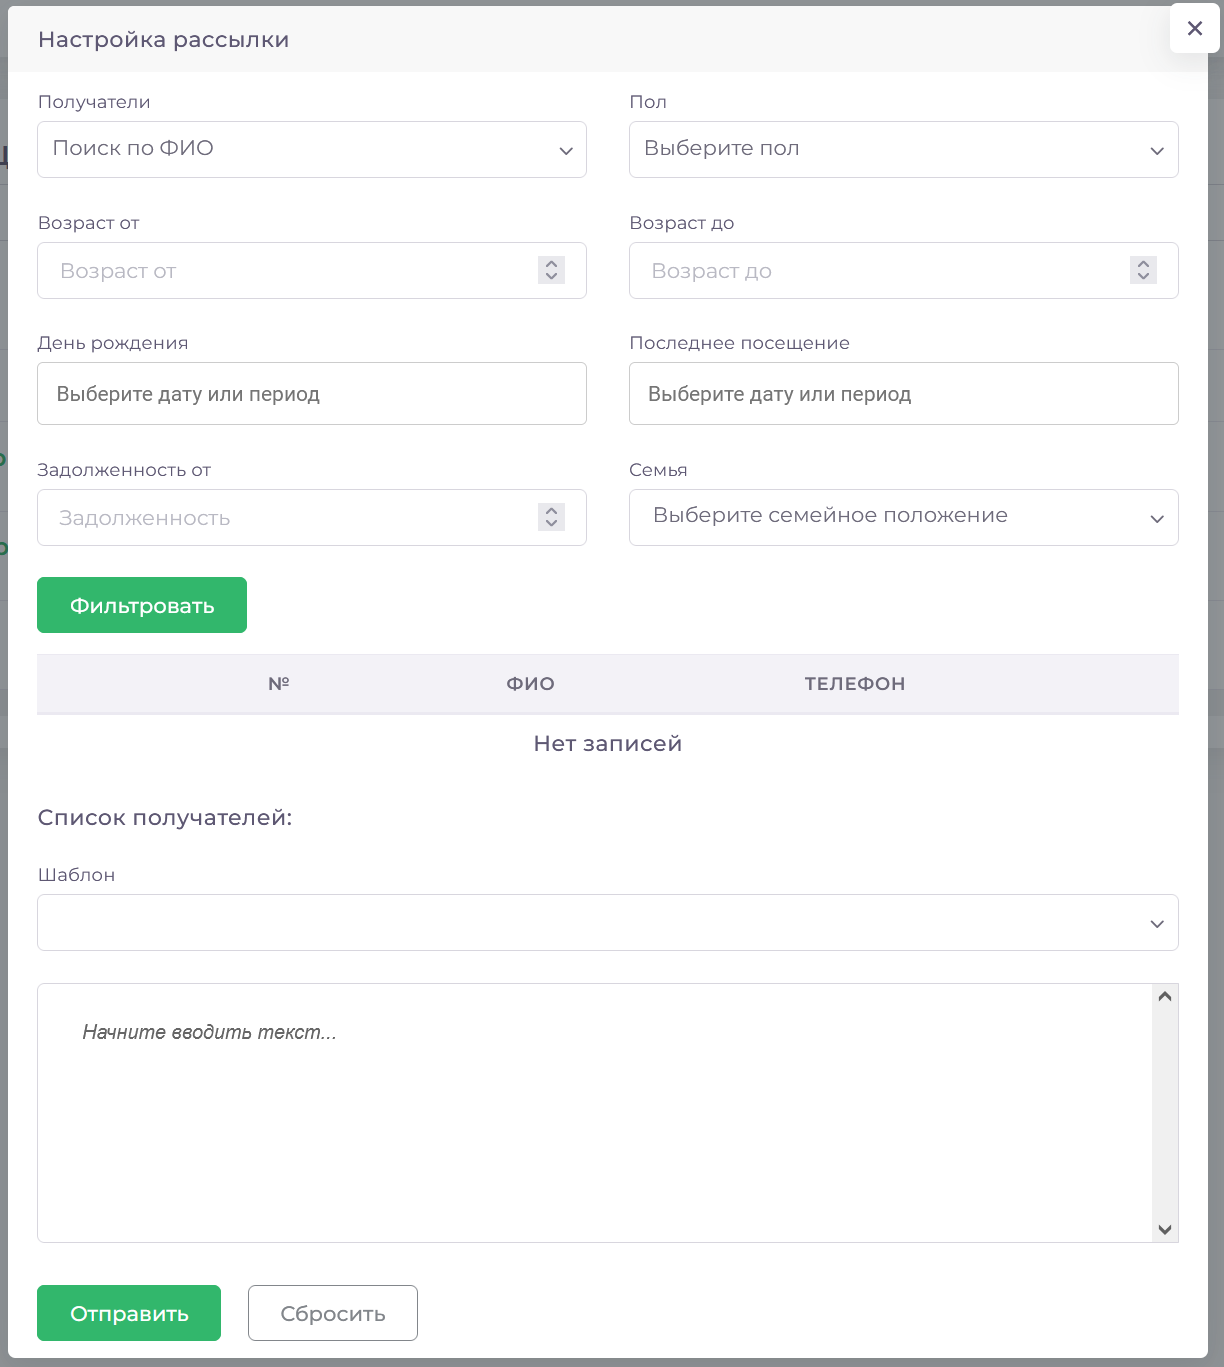 Настройка рассылки
Получатели
Пол
Поиск по ФИО
Выберите пол
Возраст от
Возраст до
Возраст от
Возраст до
День рождения
Последнее посещение
Выберите дату или период
Выберите дату или период
Задолженность от
Семья
Задолженность
Выберите семейное положение
Фильтровать
№ ФИО ТЕЛЕФОН
Нет записей
Список получателей:
Шаблон
Начните вводить текст...
Отправить
Сбросить